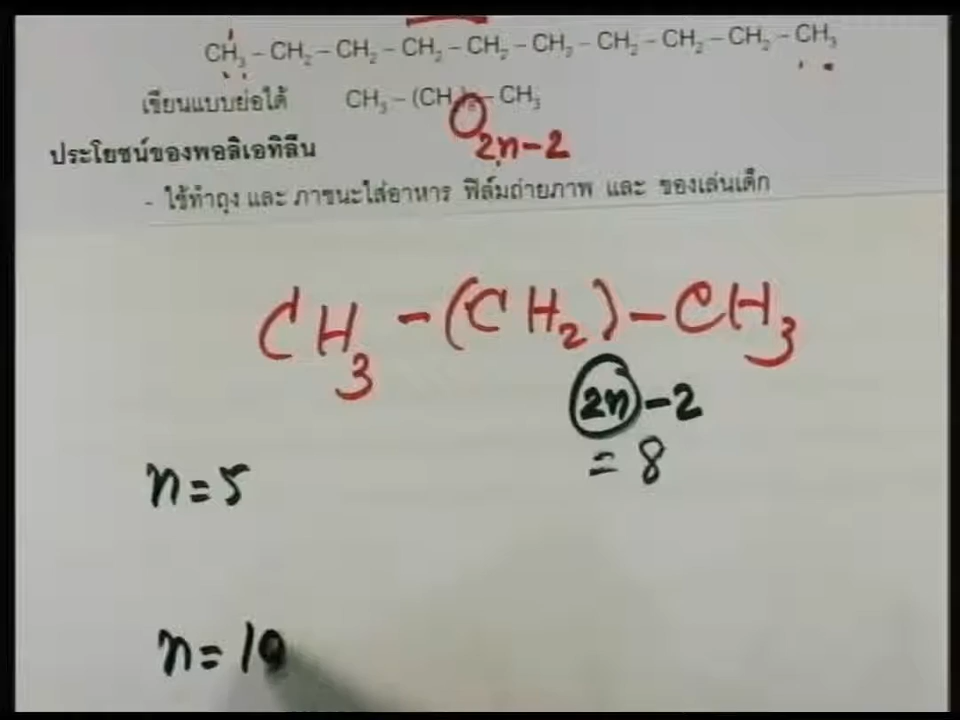 CH₃ – CH₂ – CH₂ – CH₂ – CH₂ – CH₂ – CH₂ – CH₂ – CH₂ – CH₃
เขียนแบบย่อได้ CH₃ – (CH₂)₈ – CH₃
2n-2
ประโยชน์ของพอลิเอทิลีน
- ใช้ทำถุง และ ภาชนะใส่อาหาร ฟิล์มถ่ายภาพ และ ของเล่นเด็ก
CH₃ – (CH₂) – CH₃
2n - 2
= 8
n = 5
n = 10